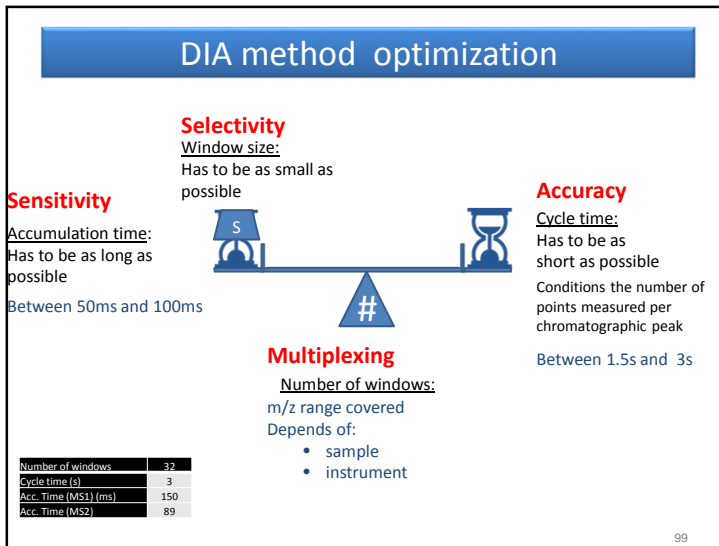 DIA method  optimization
Selectivity
Window size:
Has to be as small as
possible
Sensitivity
Accumulation time:
Has to be as long as
possible
Between 50ms and 100ms
S
#
Accuracy
Cycle time:
Has to be as
short as possible
Conditions the number of
points measured per
chromatographic peak
Between 1.5s and  3s
Multiplexing
Number of windows:
m/z range covered
Depends of:
• sample
• instrument
Number of windows 32
Cycle time (s) 3
Acc. Time (MS1) (ms) 150
Acc. Time (MS2) 89
99